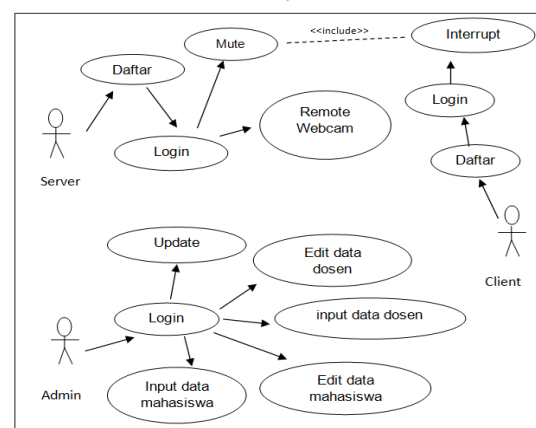 Mute
<<include>>
Interrupt
Daftar
Login
Remote
Webcam
Login
Daftar
Server
Client
Update
Edit data
dosen
Login
input data dosen
Admin
Input data
mahasiswa
Edit data
mahasiswa